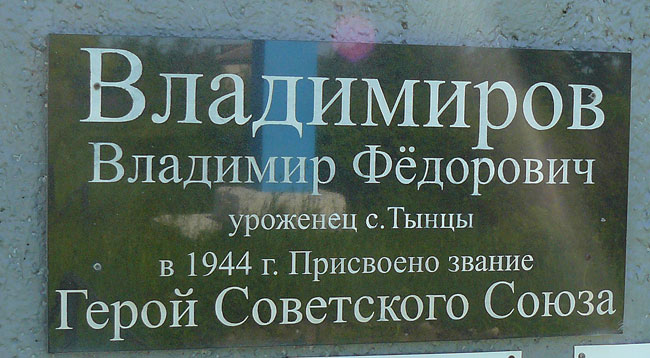 Владимиров
Владимир Фёдорович
уроженец с.Тынцы
в 1944 г. Присвоено звание
Герой Советского Союза